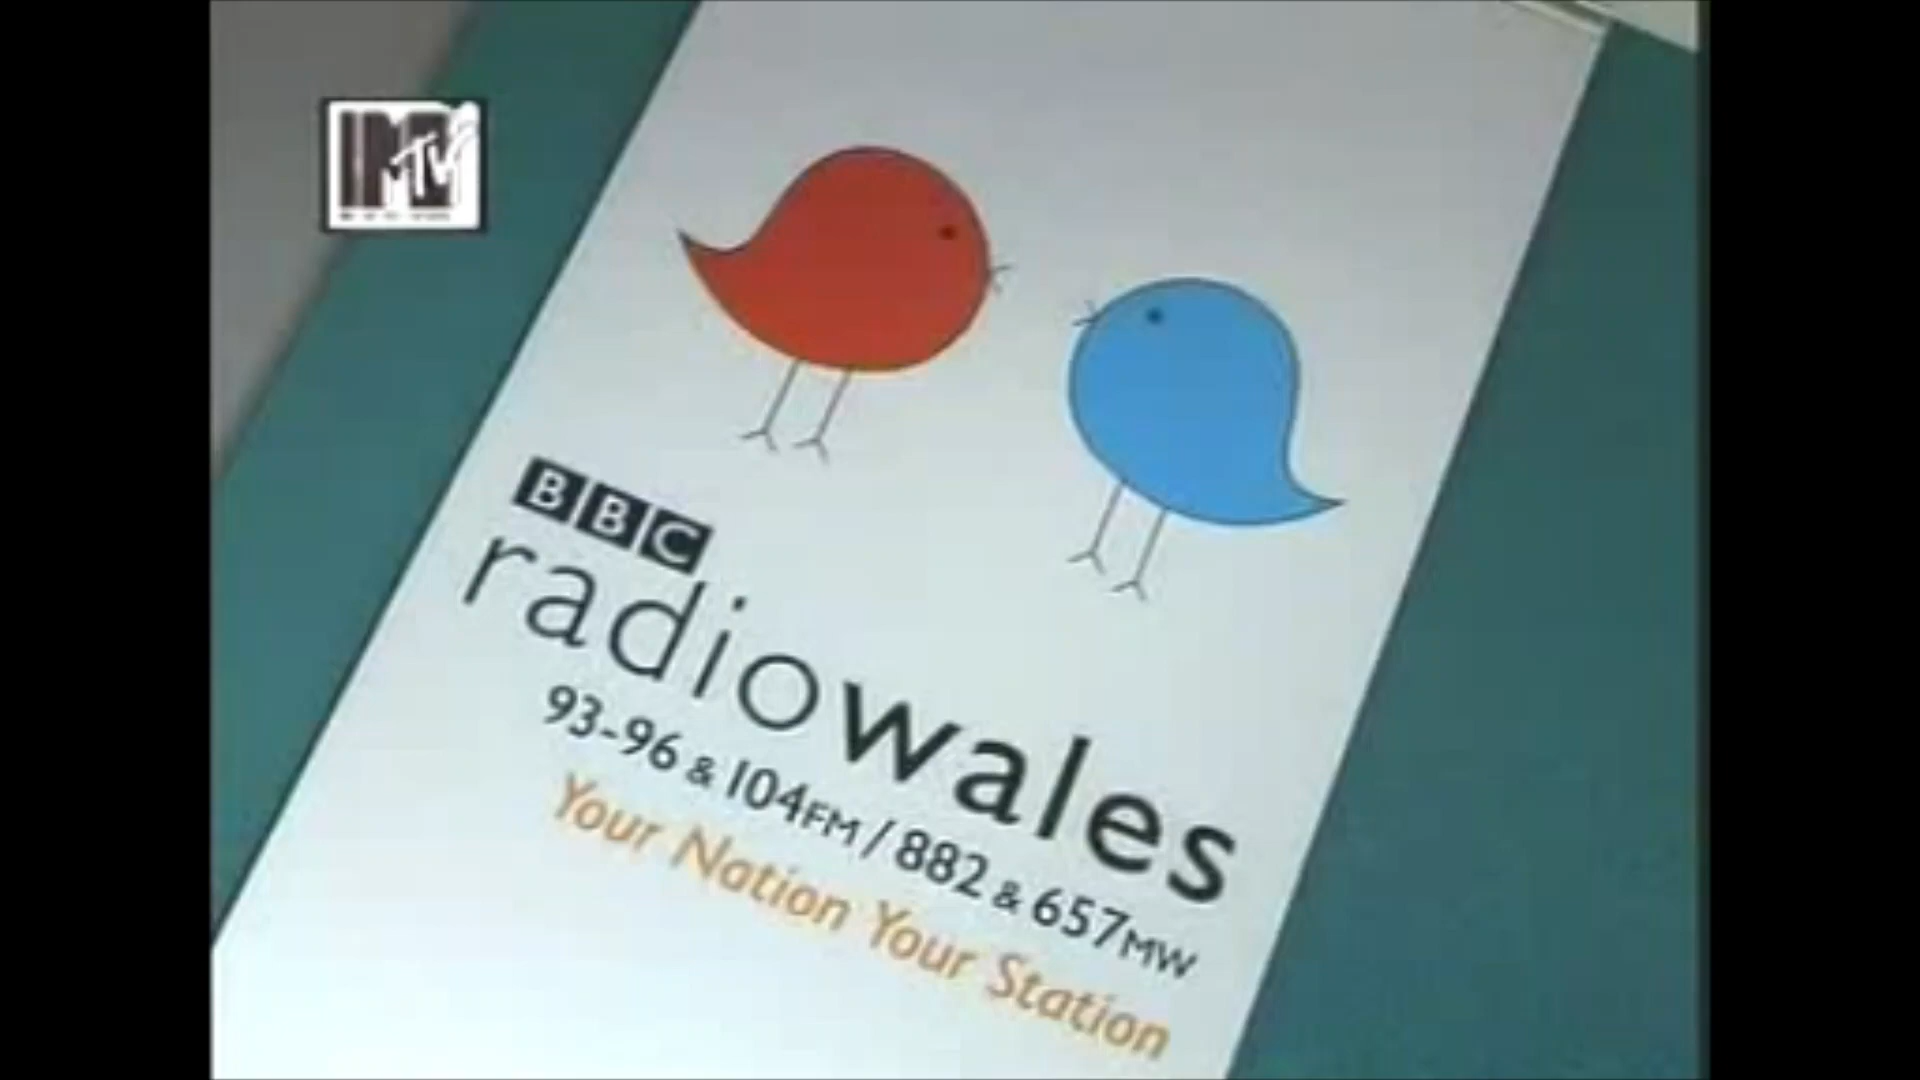 MTV
BBC
radiowales
93-96 & 104FM / 882 & 657MW
Your Nation Your Station